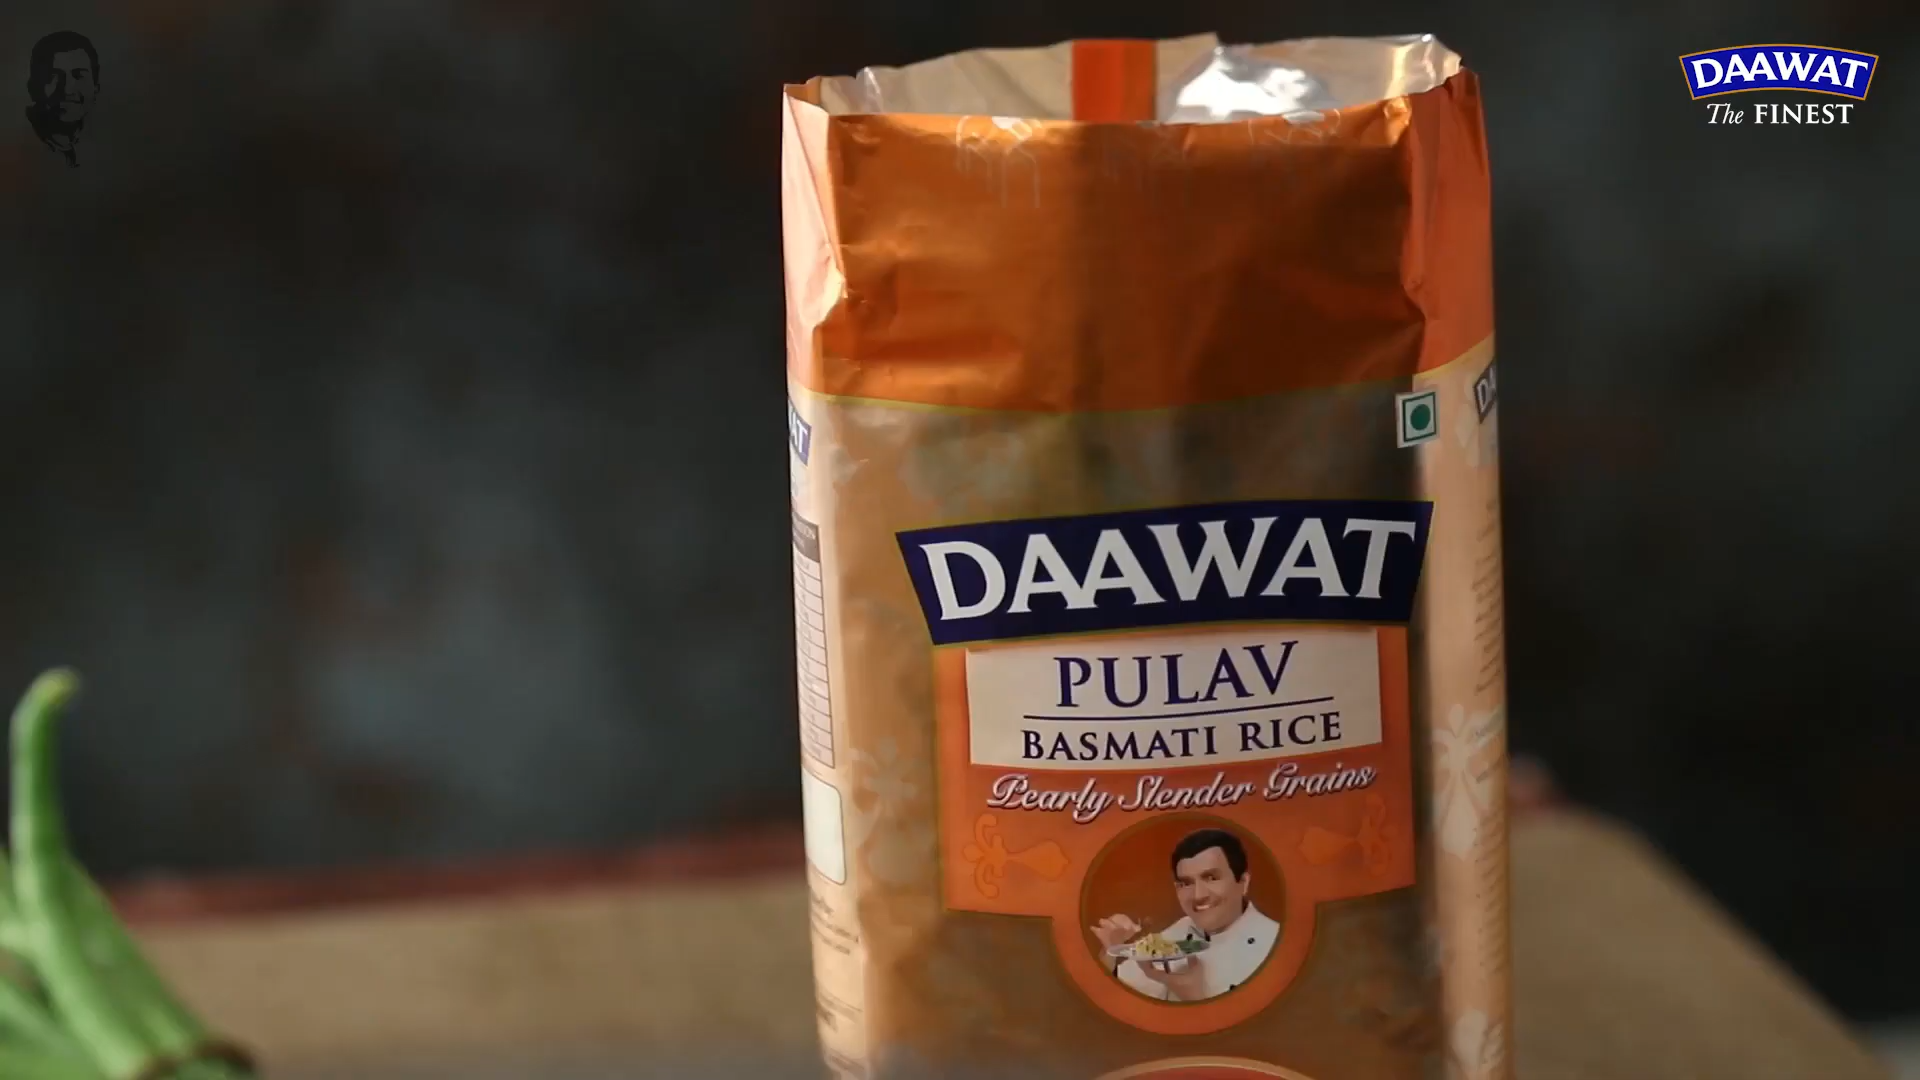 DAAWAT
The FINEST
DAAWAT
PULAV
BASMATI RICE
Pearly Slender Grains